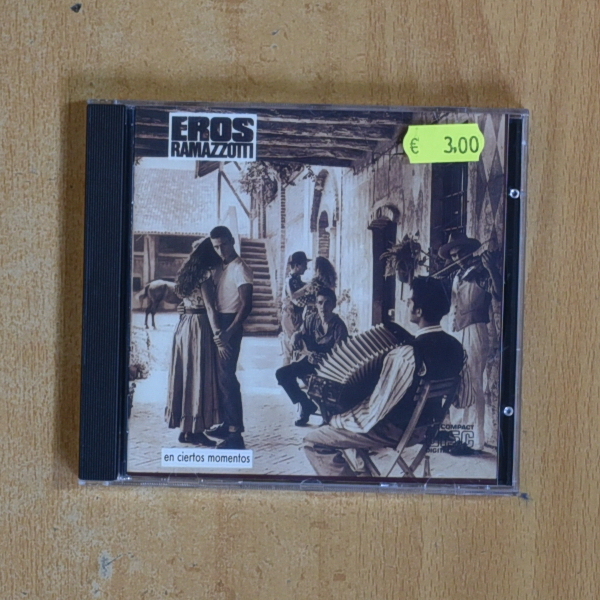 EROS
RAMAZZOTTI
€ 3.00
en ciertos momentos
COMPACT